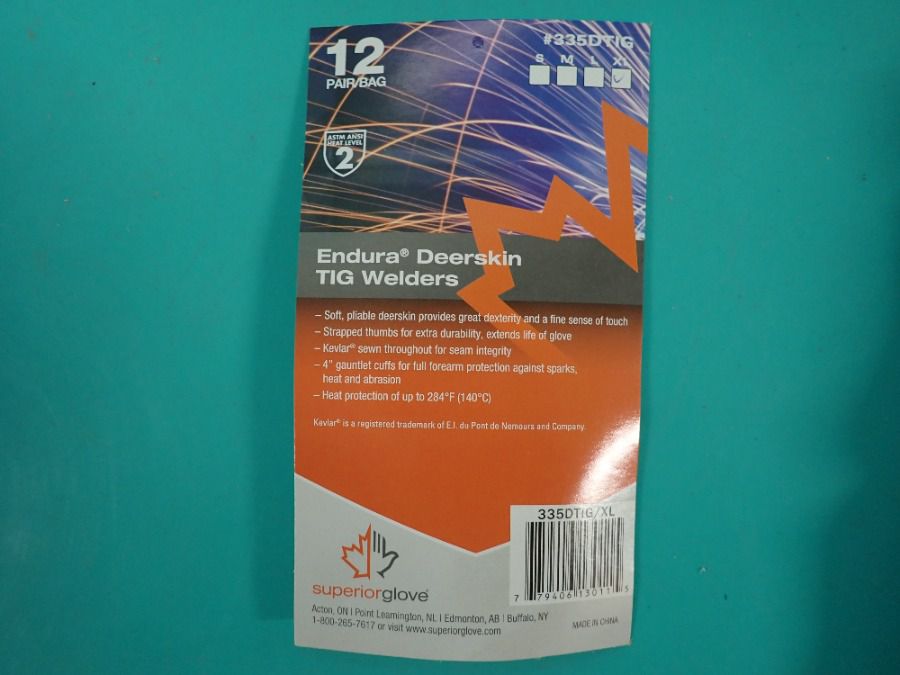 12
PAIR/BAG
#335DTIG
S M L XL
ASTM ANSI
HEAT LEVEL
2
Endura® Deerskin
TIG Welders
– Soft, pliable deerskin provides great dexterity and a fine sense of touch
– Strapped thumbs for extra durability, extends life of glove
– Kevlar® sewn throughout for seam integrity
– 4" gauntlet cuffs for full forearm protection against sparks,
heat and abrasion
– Heat protection of up to 284°F (140°C)
Kevlar® is a registered trademark of E.I. du Pont de Nemours and Company.
335DTIG/XL
7 79406 13011 5
superiorglove®
Acton, ON | Point Leamington, NL | Edmonton, AB | Buffalo, NY
1-800-265-7617 or visit www.superiorglove.com
MADE IN CHINA